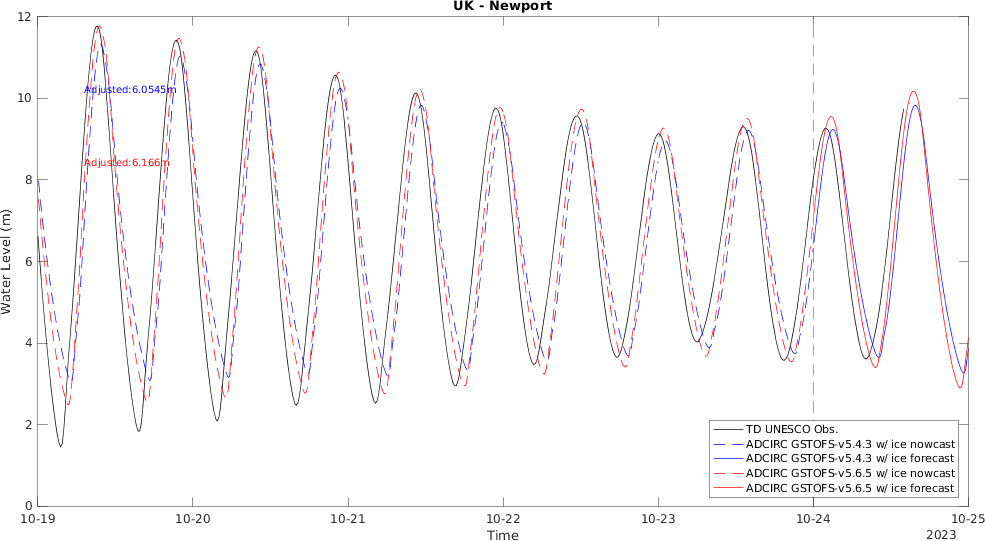 UK - Newport
12
10
8
6
4
2
0
Water Level (m)
Adjusted:6.0545m
Adjusted:6.166m
TD UNESCO Obs.
ADCIRC GSTOFS-v5.4.3 w/ ice nowcast
ADCIRC GSTOFS-v5.4.3 w/ ice forecast
ADCIRC GSTOFS-v5.6.5 w/ ice nowcast
ADCIRC GSTOFS-v5.6.5 w/ ice forecast
10-19 10-20 10-21 10-22 10-23 10-24 10-25
Time
2023